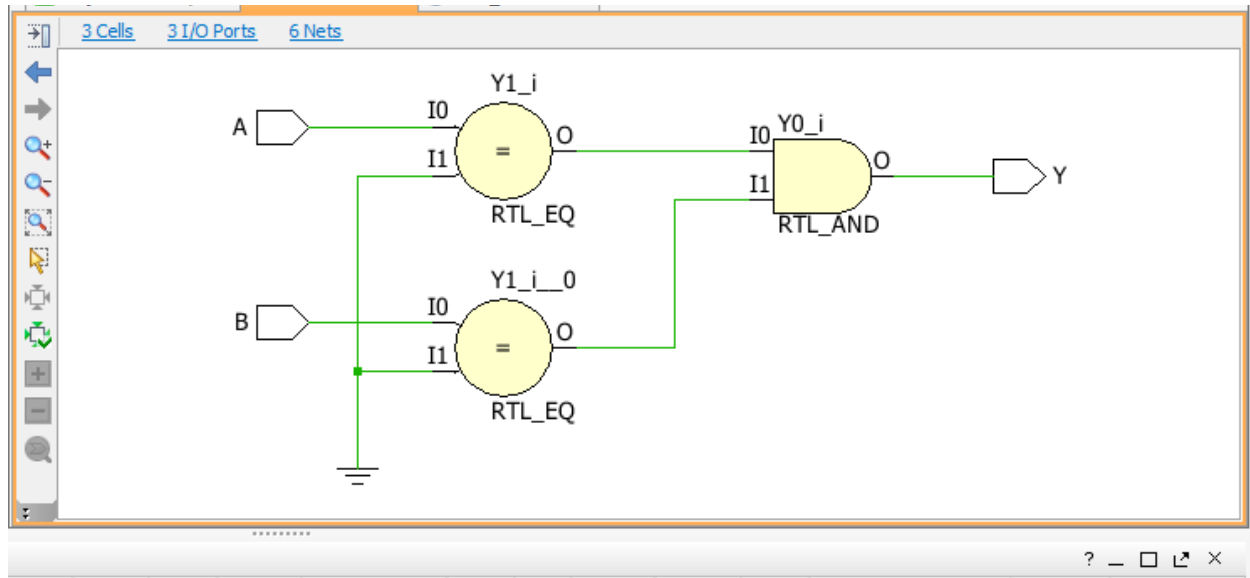 3 Cells 3 I/O Ports 6 Nets
Y1_i
A I0
=
O
I1
RTL_EQ
I0 Y0_i
O
I1
RTL_AND
Y
Y1_i__0
B I0
=
O
I1
RTL_EQ
?